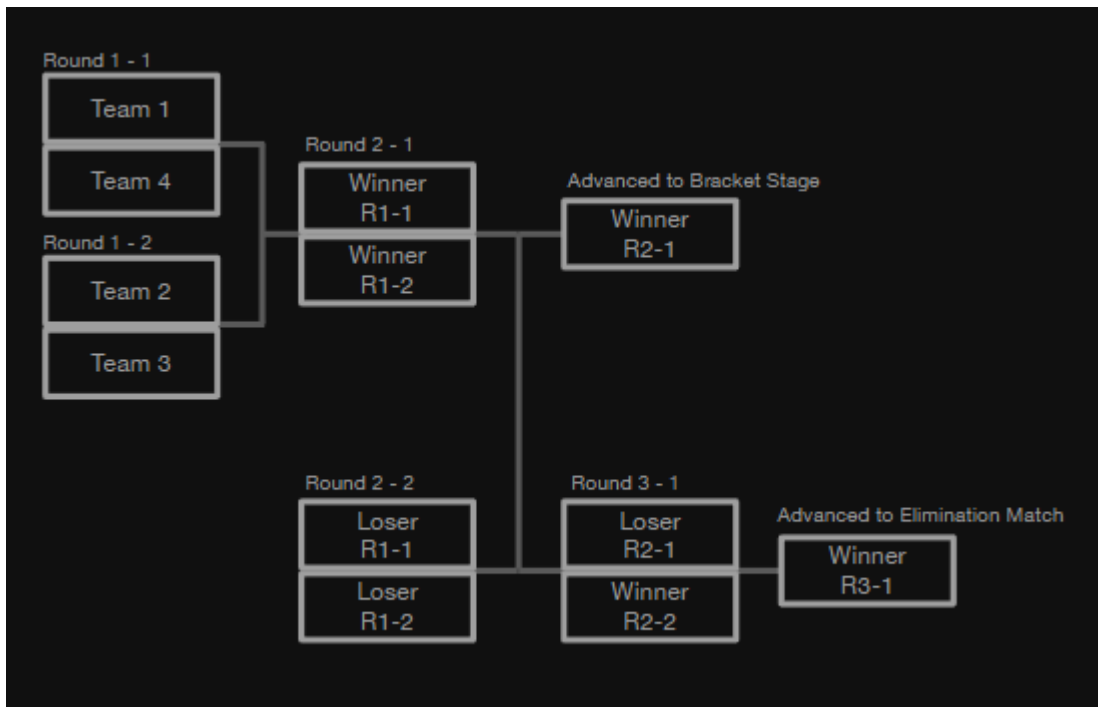 Round 1 - 1
Team 1
Team 4
Round 1 - 2
Team 2
Team 3
Round 2 - 1
Winner
R1-1
Winner
R1-2
Advanced to Bracket Stage
Winner
R2-1
Round 2 - 2
Loser
R1-1
Loser
R1-2
Round 3 - 1
Loser
R2-1
Winner
R2-2
Advanced to Elimination Match
Winner
R3-1